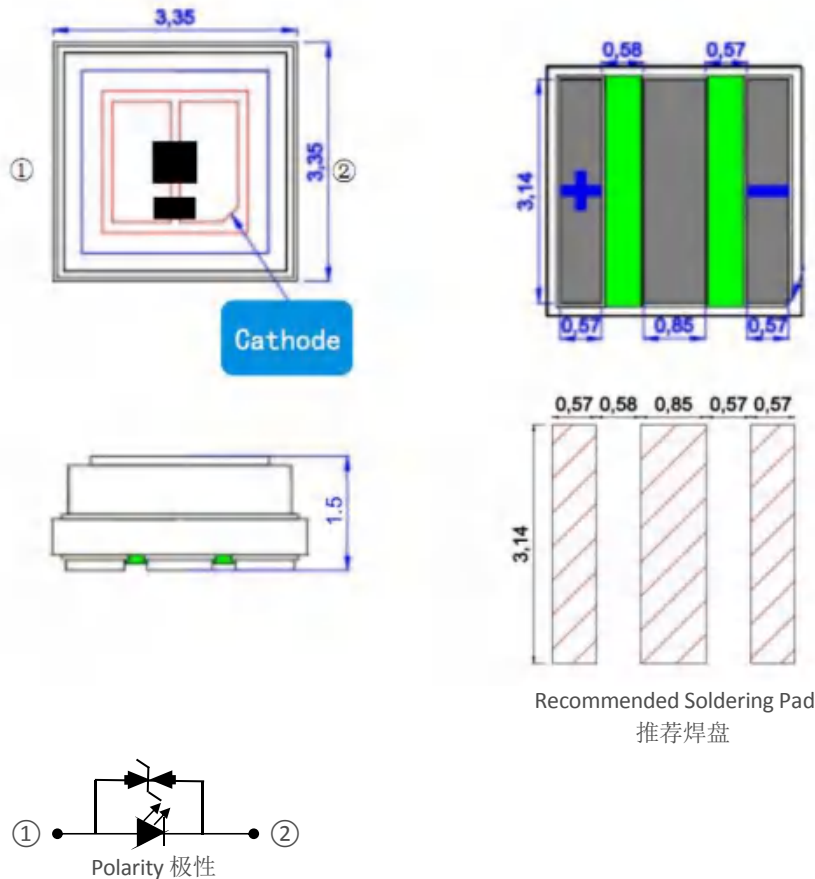 3,35
① 3,35 ②
Cathode
0,58 0,57
3,14
+ −
0,57 0,85 0,57
1.5
0,57 0,58 0,85 0,57 0,57
3,14
Recommended Soldering Pad
推荐焊盘
① ②
Polarity 极性